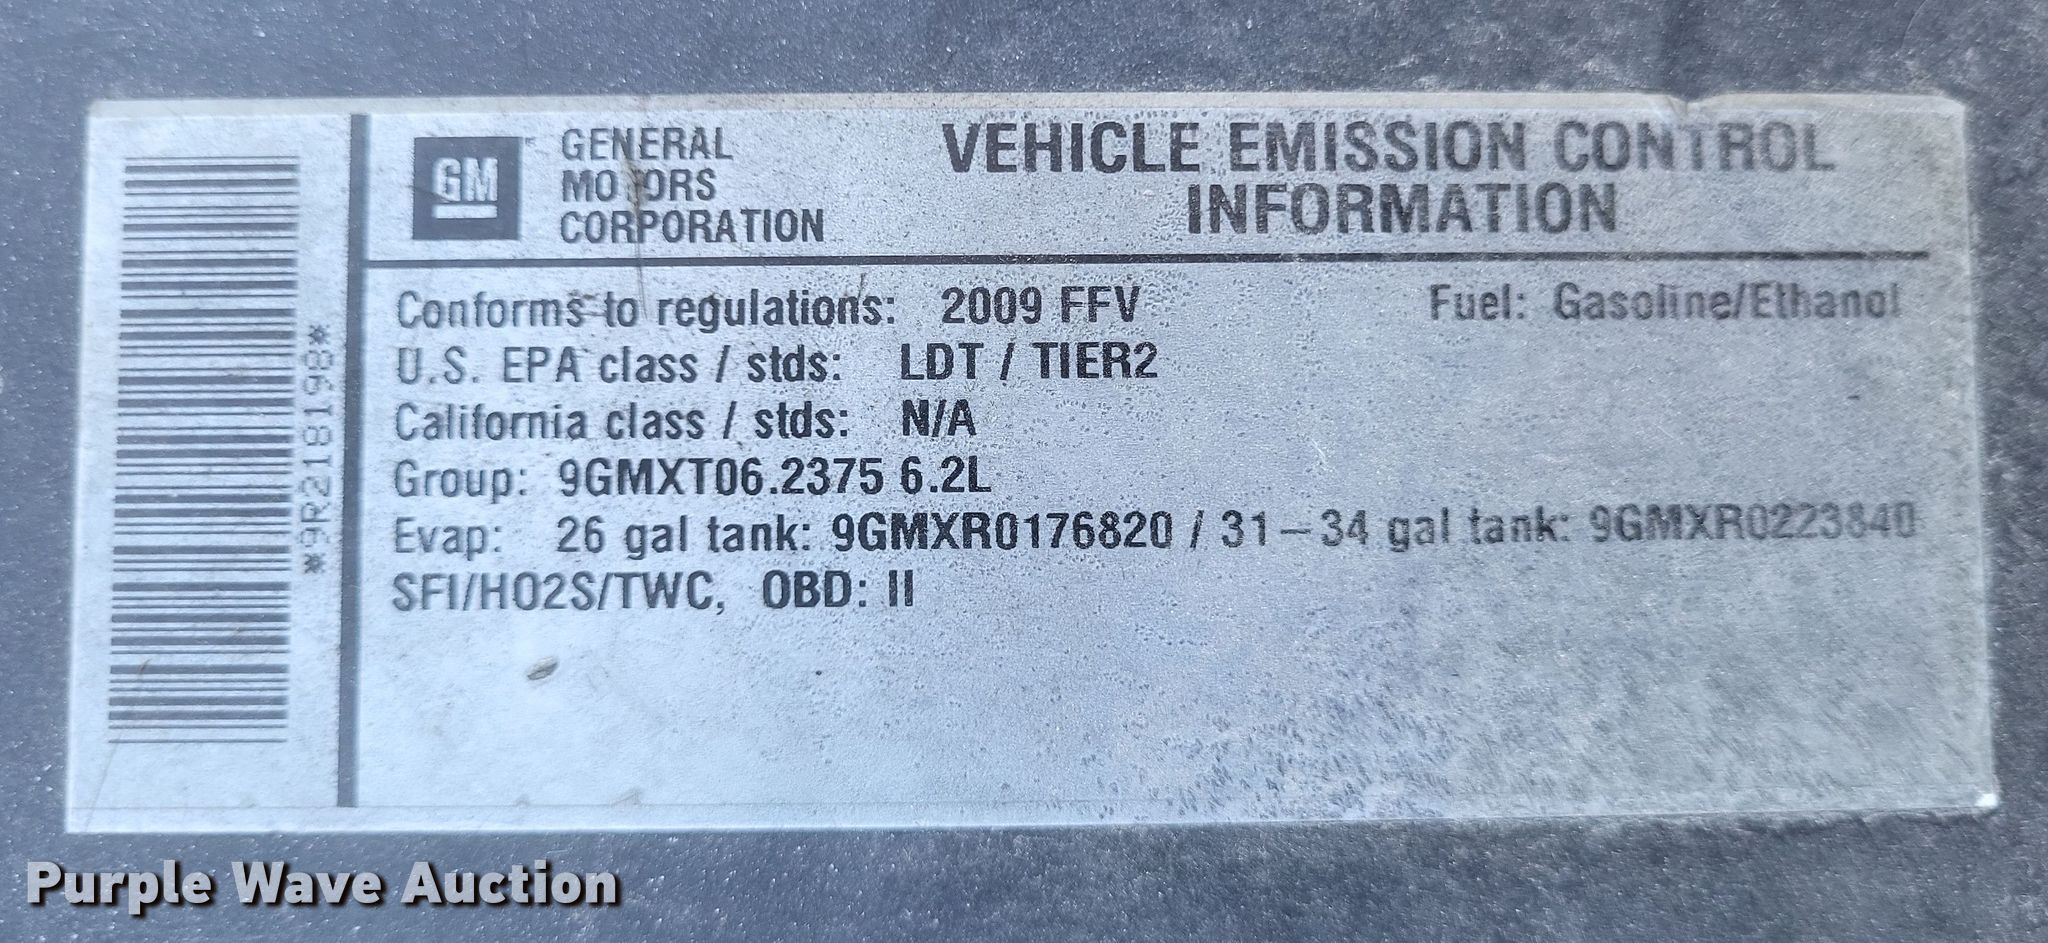 GM
GENERAL
MOTORS
CORPORATION
VEHICLE EMISSION CONTROL
INFORMATION
Conforms to regulations: 2009 FFV Fuel: Gasoline/Ethanol
U.S. EPA class / stds: LDT / TIER2
California class / stds: N/A
Group: 9GMXT06.2375 6.2L
Evap: 26 gal tank: 9GMXR0176820 / 31-34 gal tank: 9GMXR0223840
SFI/HO2S/TWC, OBD: II
*9R2181198*
Purple Wave Auction